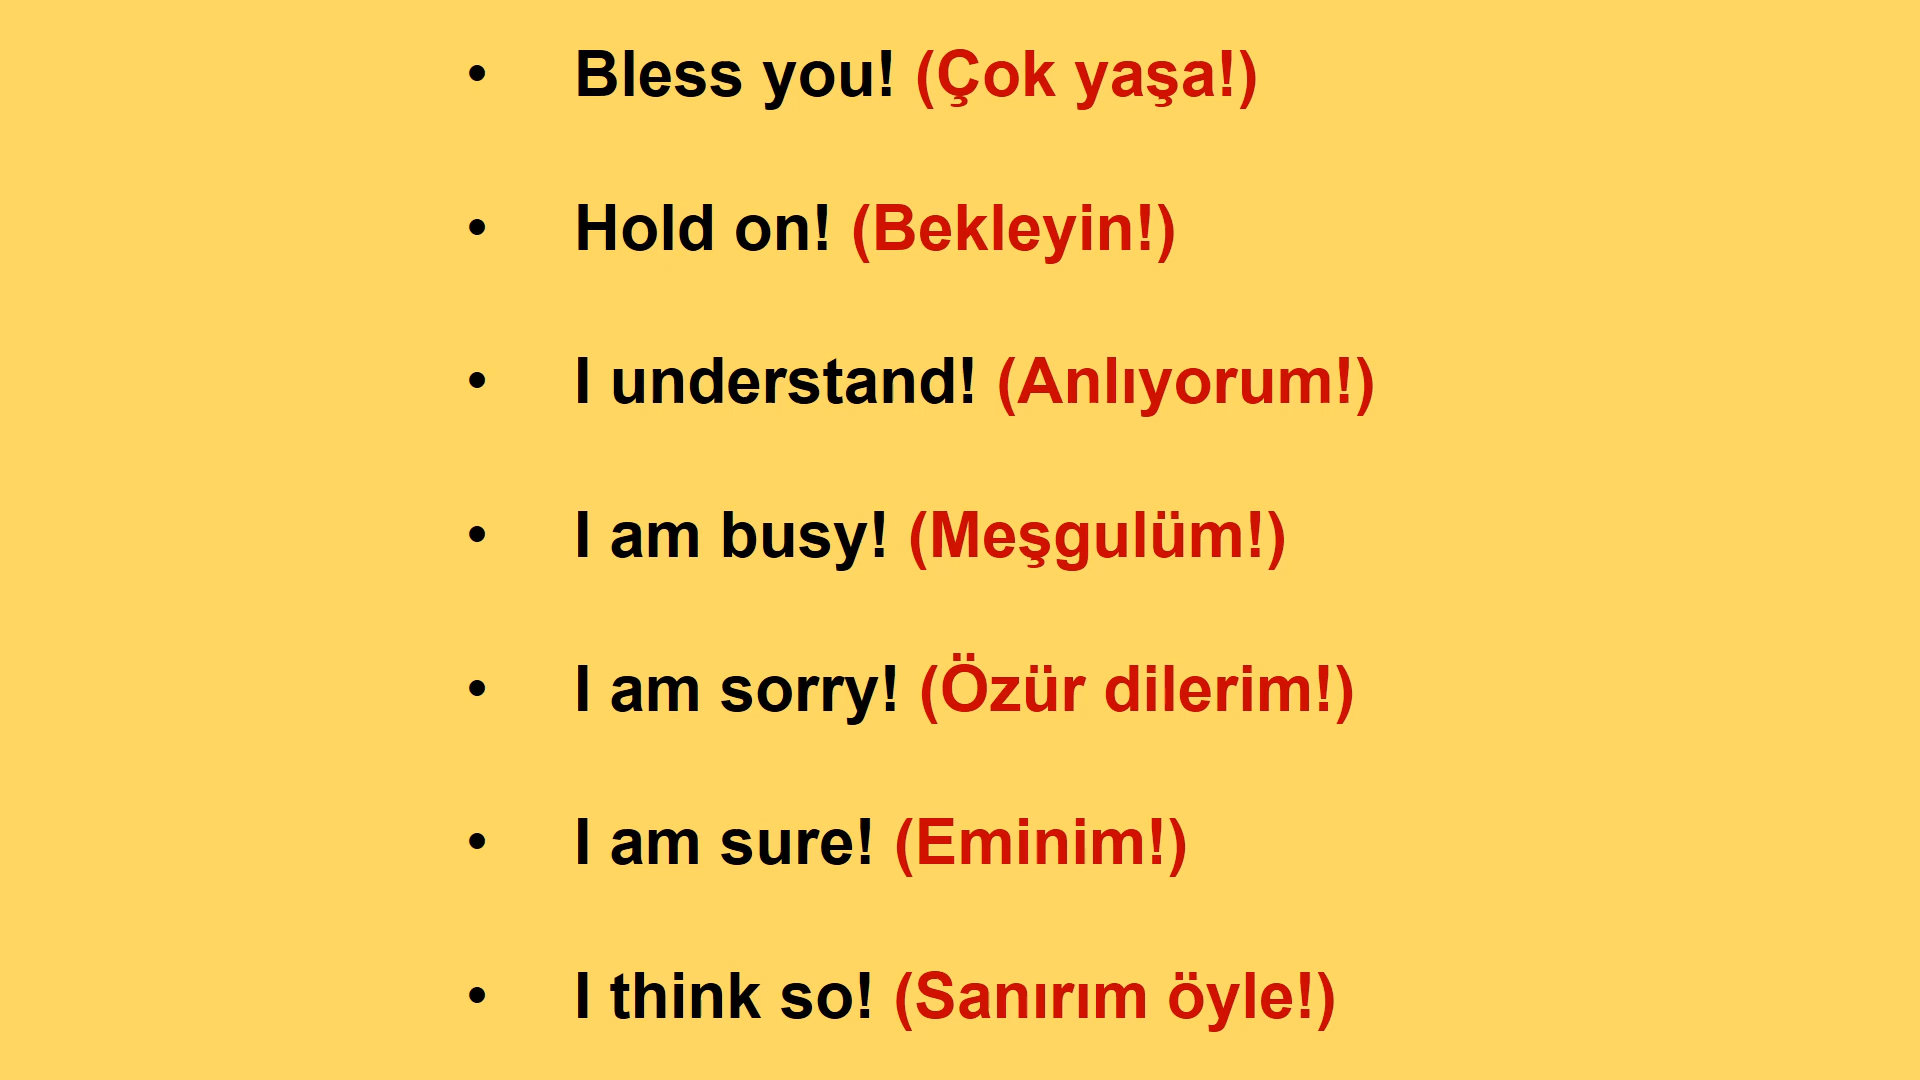 • Bless you! (Çok yaşa!)
• Hold on! (Bekleyin!)
• I understand! (Anlıyorum!)
• I am busy! (Meşgulüm!)
• I am sorry! (Özür dilerim!)
• I am sure! (Eminim!)
• I think so! (Sanırım öyle!)